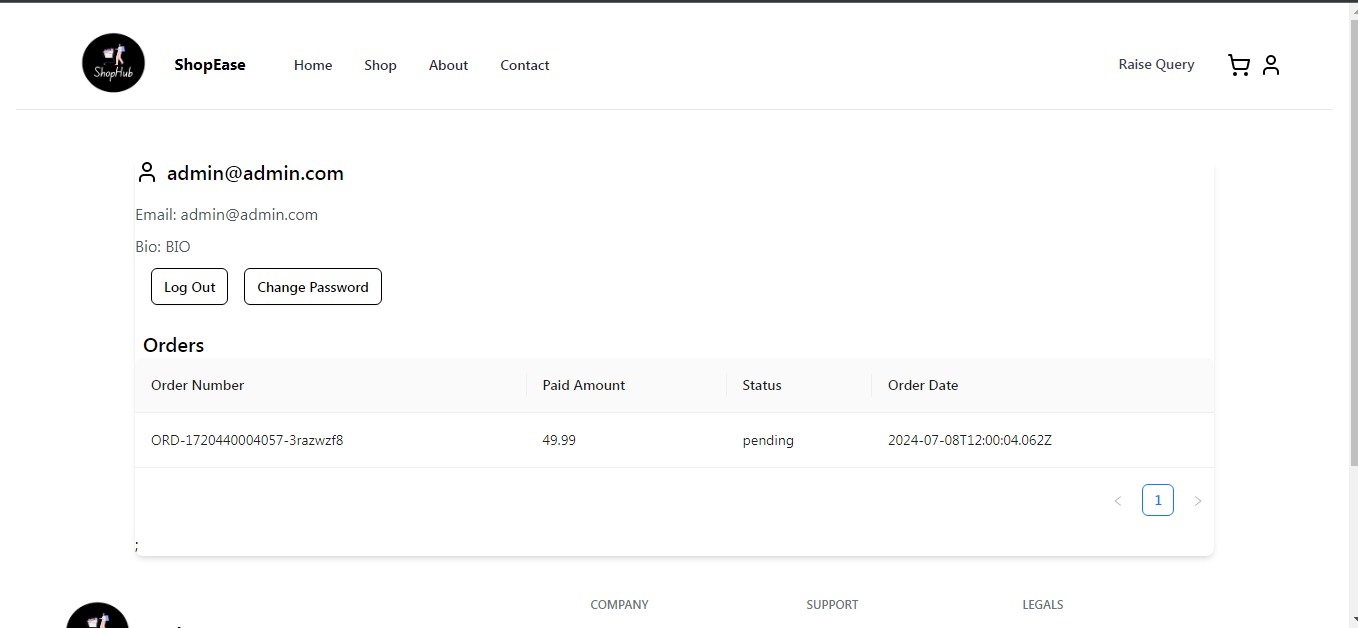 ShopHub
ShopEase Home Shop About Contact Raise Query
admin@admin.com
Email: admin@admin.com
Bio: BIO
Log Out Change Password
Orders
Order Number Paid Amount Status Order Date
ORD-1720440004057-3razwzf8 49.99 pending 2024-07-08T12:00:04.062Z
< 1 >
;
COMPANY SUPPORT LEGALS